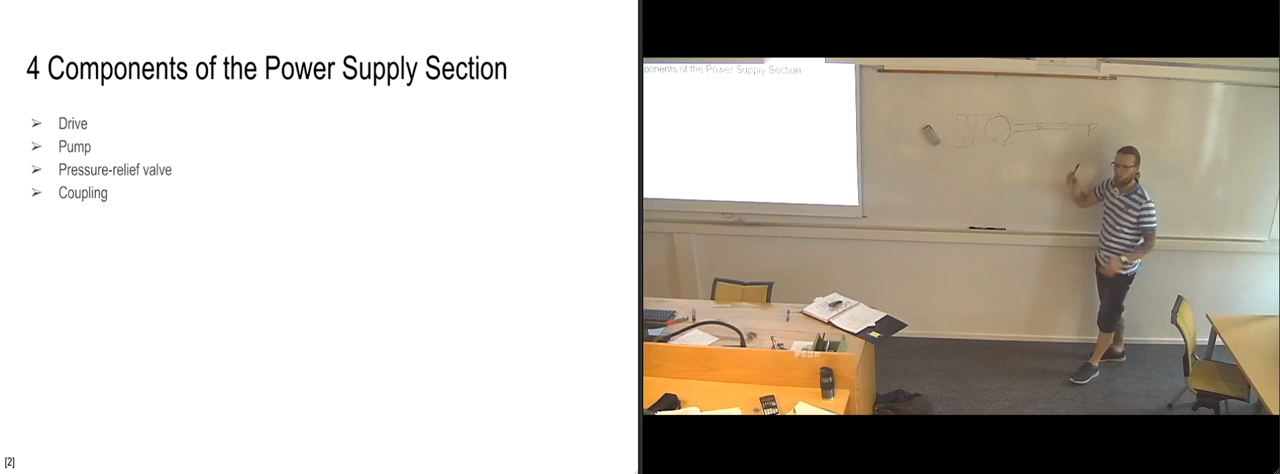 4 Components of the Power Supply Section
➢ Drive
➢ Pump
➢ Pressure-relief valve
➢ Coupling
[2]
ponents of the Power Supply Section
P